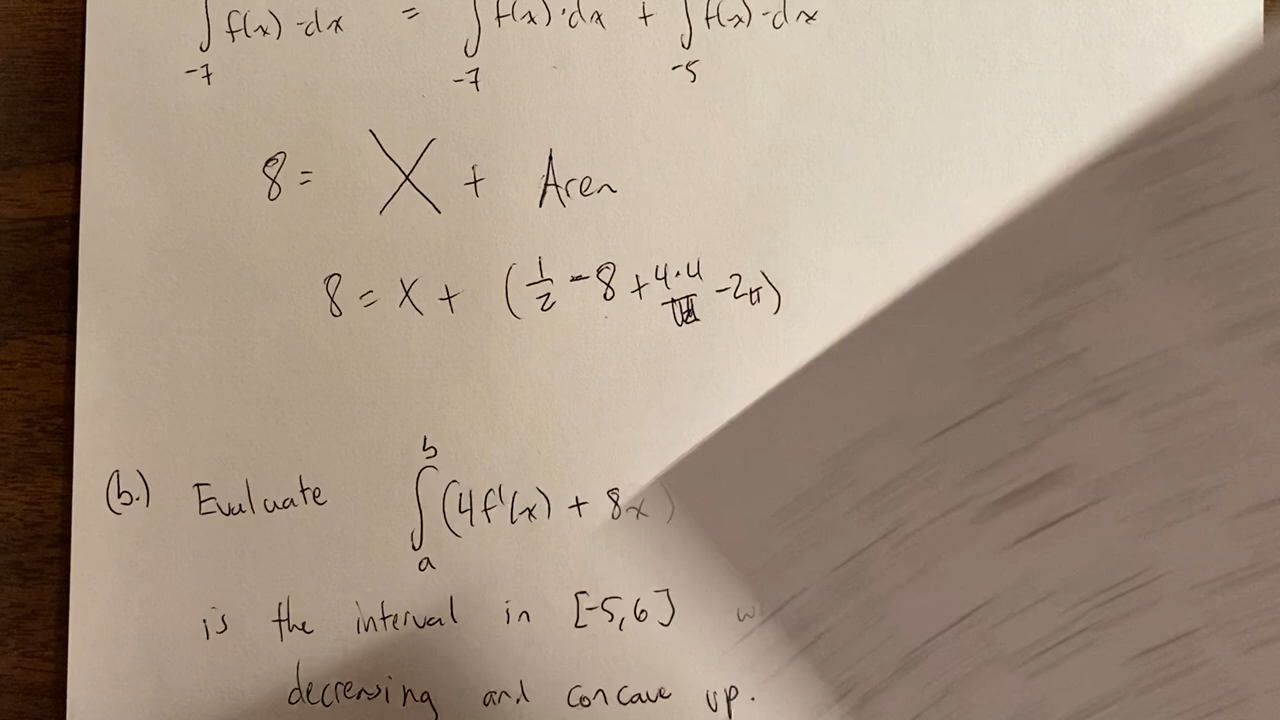 ∫ f(x)·dx = ∫ f(x)·dx + ∫ f(x)·dx
-7 -7 -5
8 = X + Area
8 = X + (1/2 - 8 + 4·4 - 2π)
(b.) Evaluate ∫ₐᵇ (4f'(x) + 8x)
is the interval in [-5,6]
decreasing and concave up.